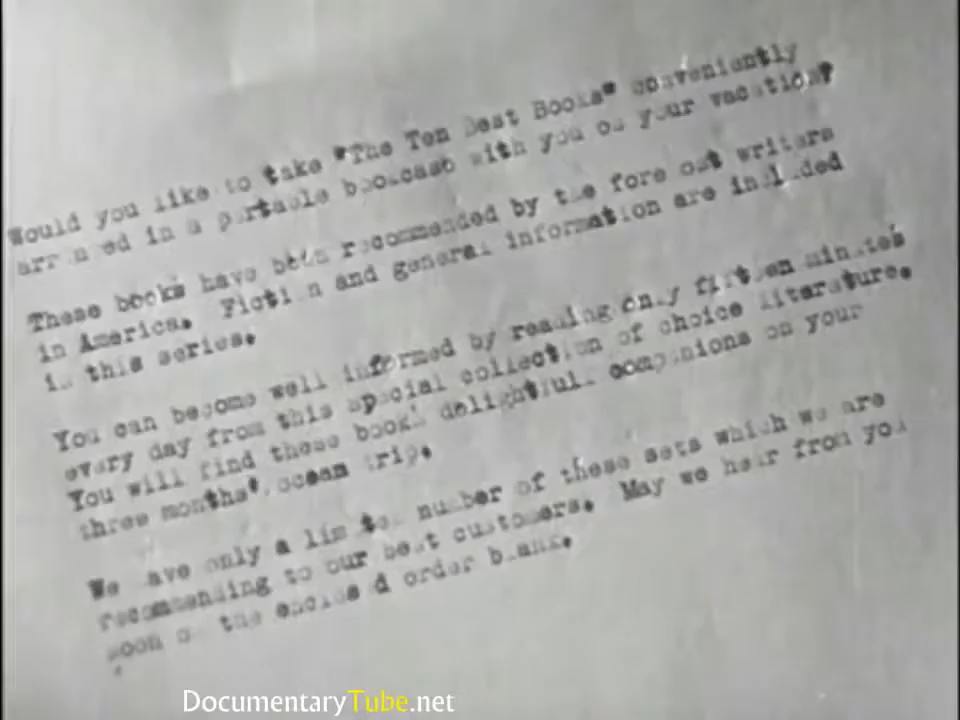 Would you like to take "The Ten Best Books" conveniently
arranged in a portable bookcase with you on your vacation?
These books have been recommended by the foremost writers
in America. Fiction and general information are included
in this series.
You can become well informed by reading only fifteen minutes
every day from this special collection of choice literature.
You will find these books delightful companions on your
three months' ocean trip.
We have only a limited number of these sets which we are
recommending to our best customers. May we hear from you
soon on the enclosed order blank.
DocumentaryTube.net